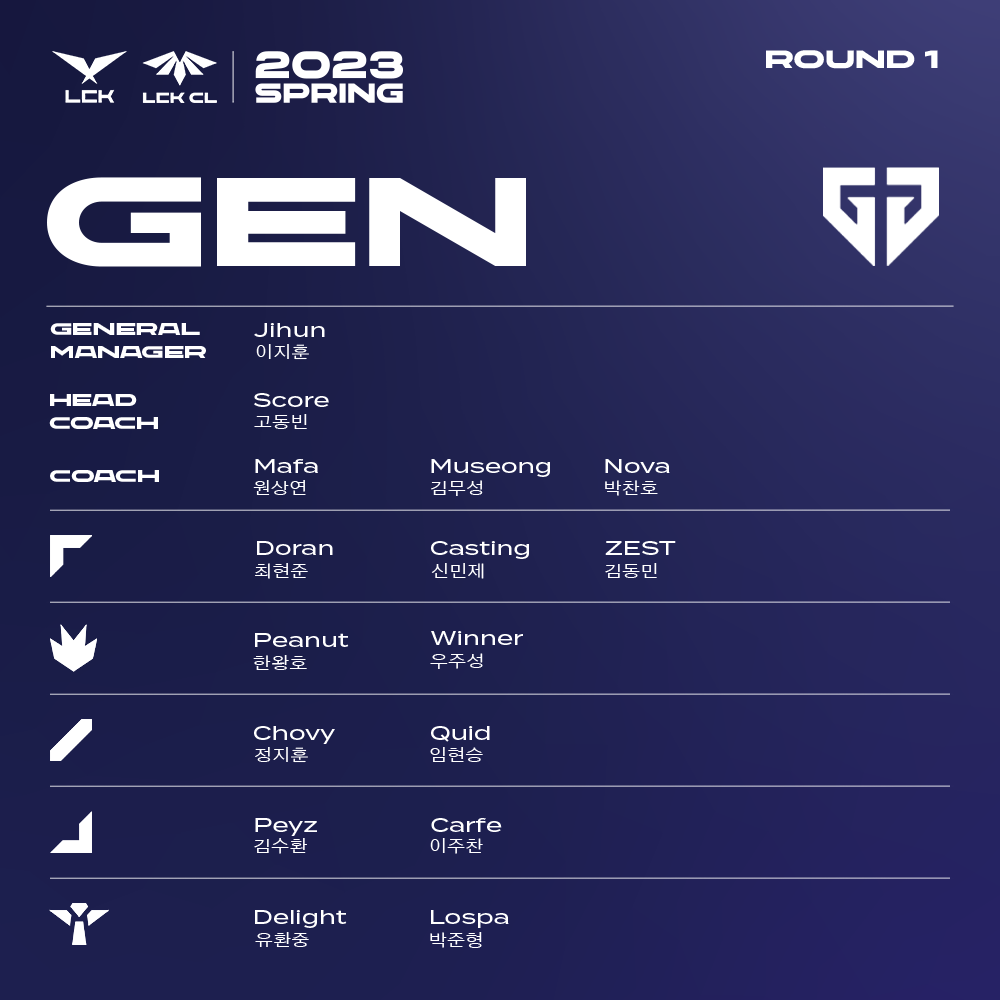 LCK
LCK CL
2023
SPRING
ROUND 1
GEN
GENERAL
MANAGER
Jihun
이지훈
HEAD
COACH
Score
고동빈
COACH
Mafa
원상연
Museong
김무성
Nova
박찬호
Doran
최현준
Casting
신민제
ZEST
김동민
Peanut
한왕호
Winner
우주성
Chovy
정지훈
Quid
임현승
Peyz
김수환
Carfe
이주찬
Delight
유환중
Lospa
박준형